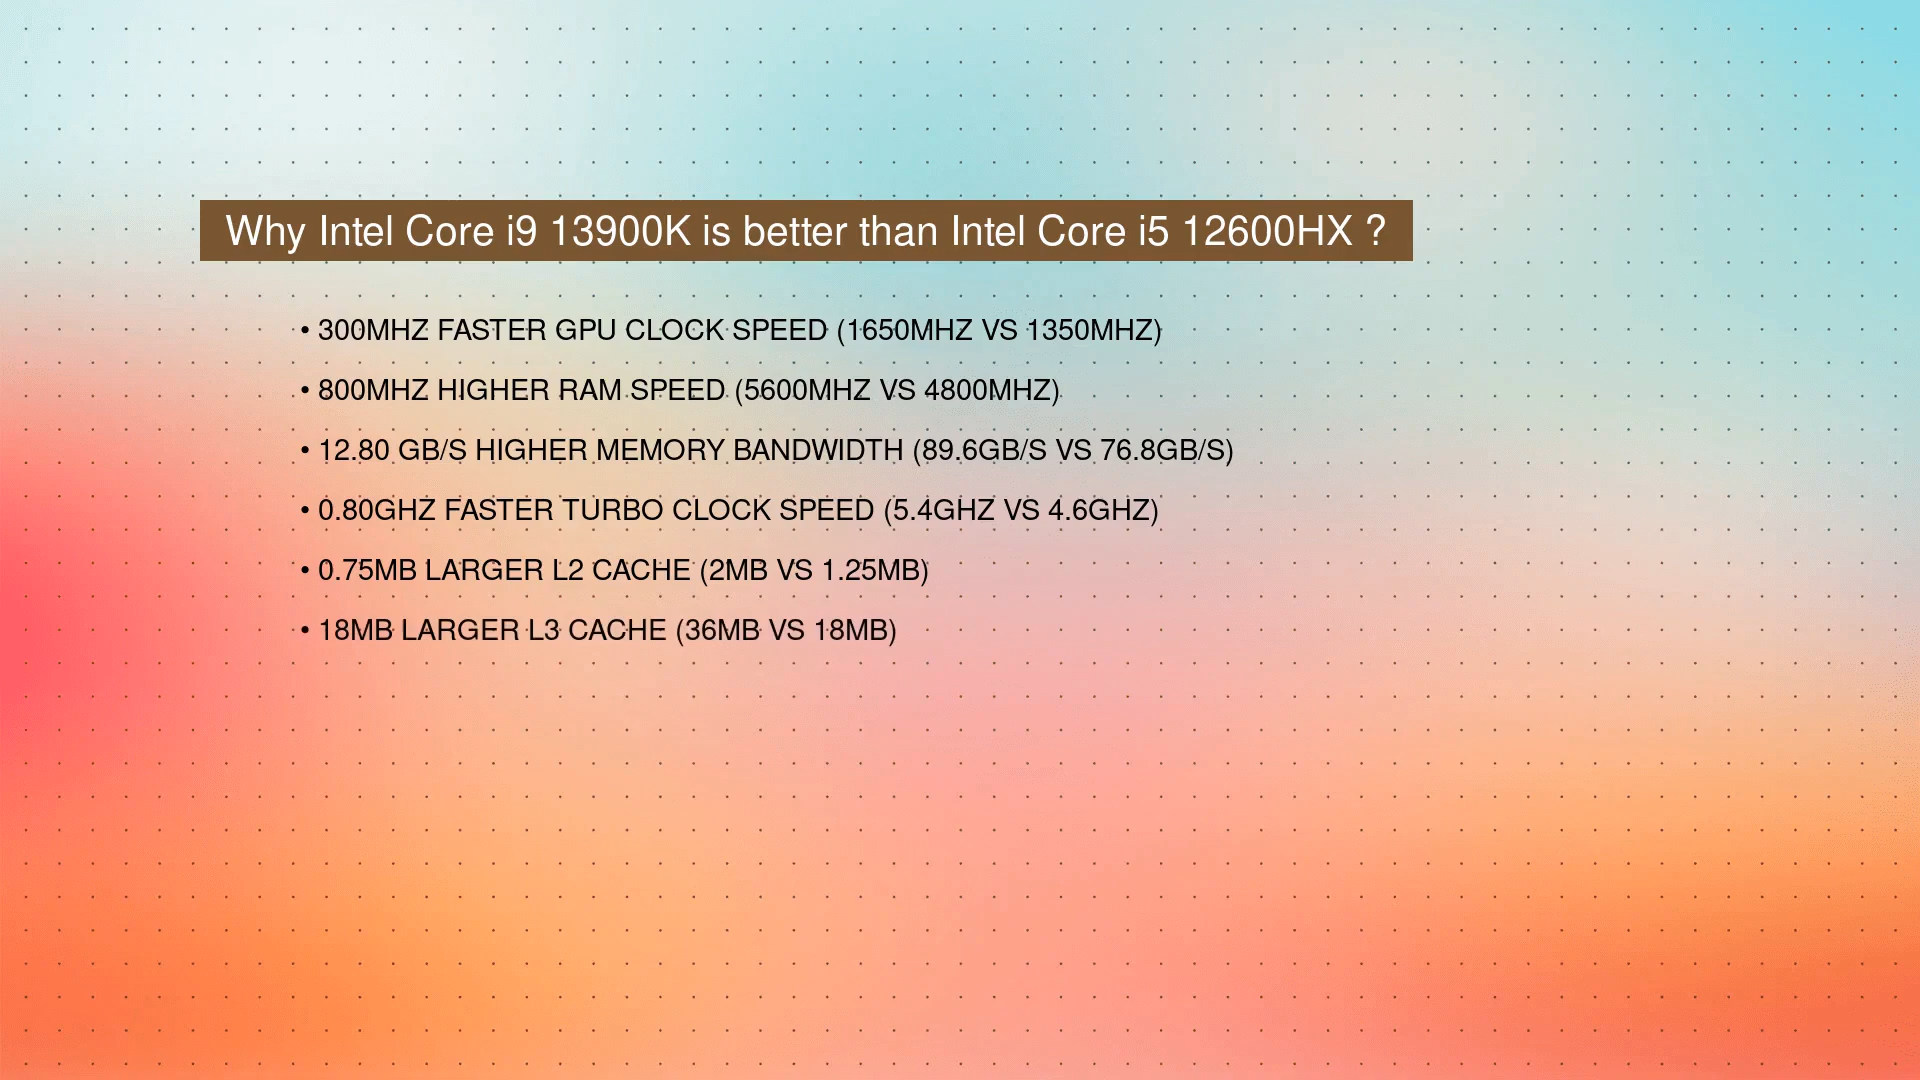 Why Intel Core i9 13900K is better than Intel Core i5 12600HX ?
• 300MHZ FASTER GPU CLOCK SPEED (1650MHZ VS 1350MHZ)
• 800MHZ HIGHER RAM SPEED (5600MHZ VS 4800MHZ)
• 12.80 GB/S HIGHER MEMORY BANDWIDTH (89.6GB/S VS 76.8GB/S)
• 0.80GHZ FASTER TURBO CLOCK SPEED (5.4GHZ VS 4.6GHZ)
• 0.75MB LARGER L2 CACHE (2MB VS 1.25MB)
• 18MB LARGER L3 CACHE (36MB VS 18MB)